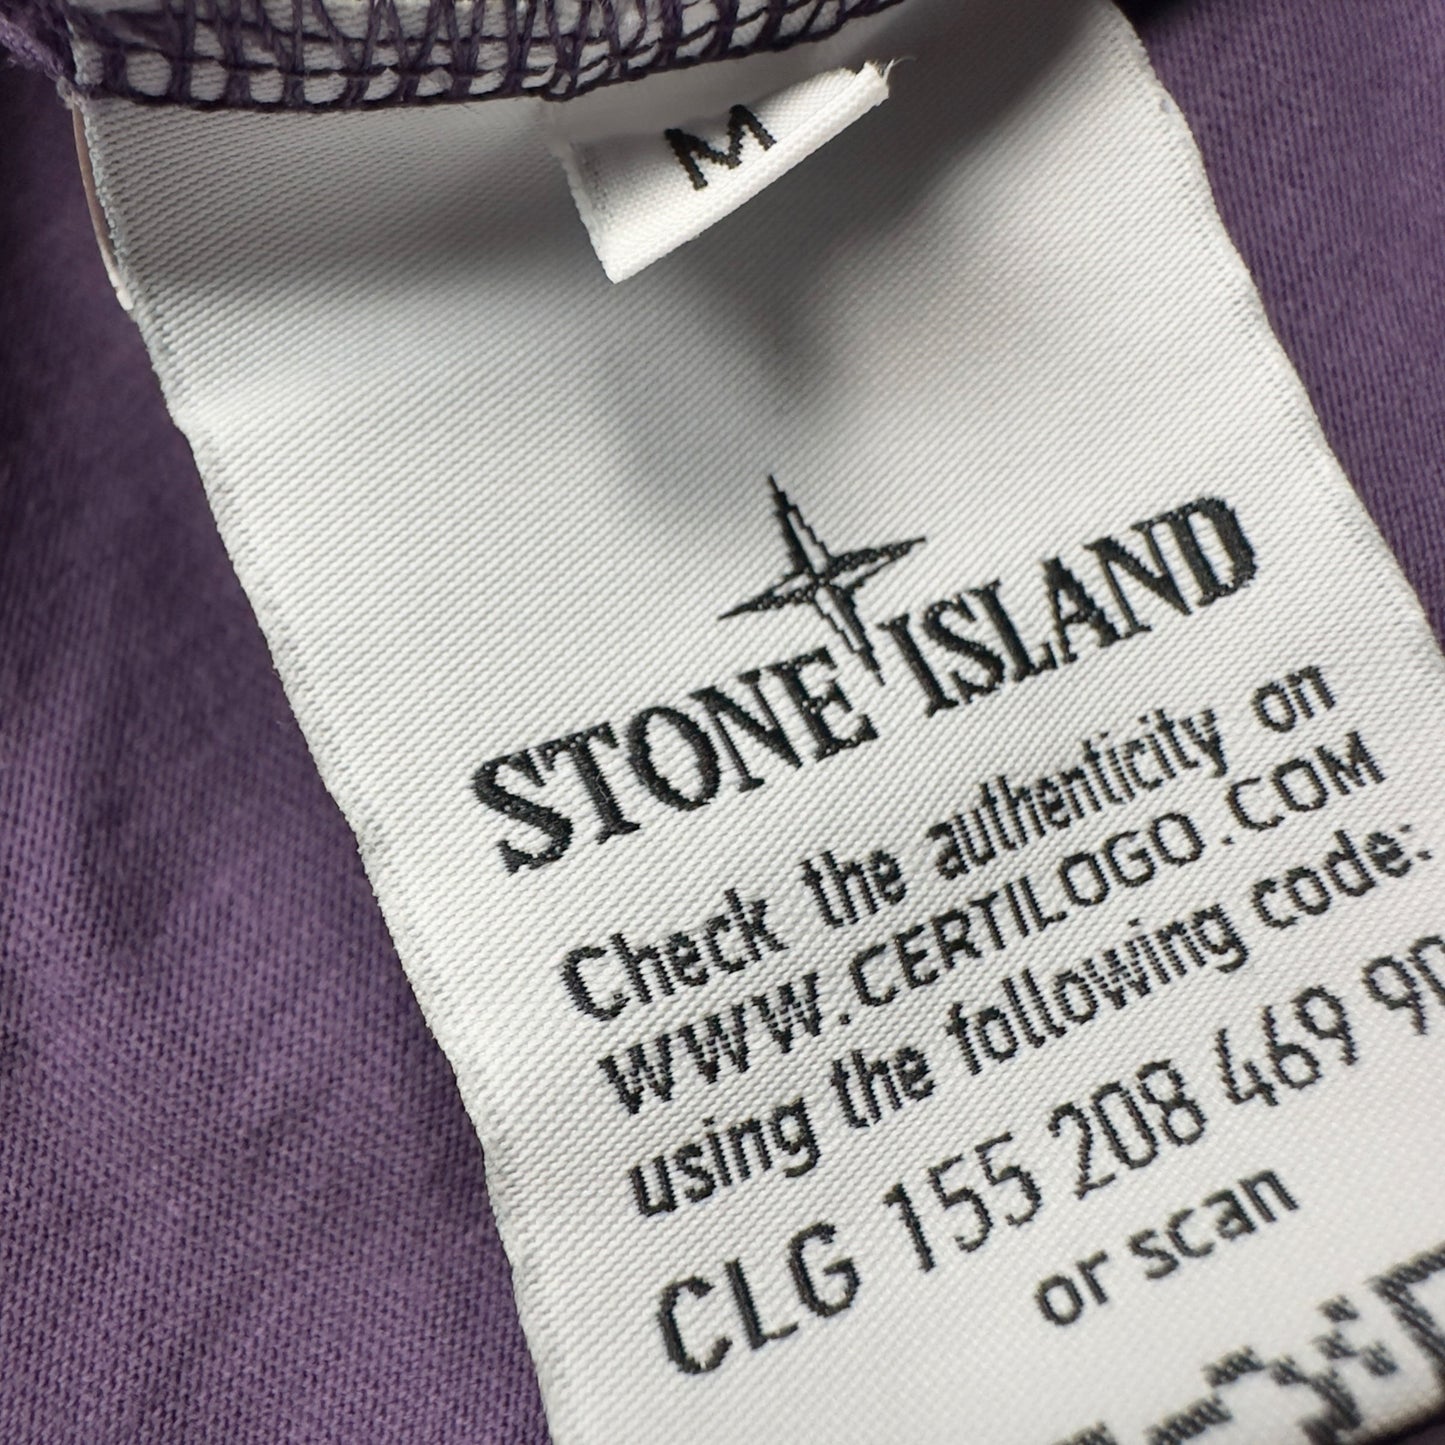 M
STONE ISLAND
Check the authenticity on
WWW.CERTILOGO.COM
using the following code:
CLG 155 208 469
or scan